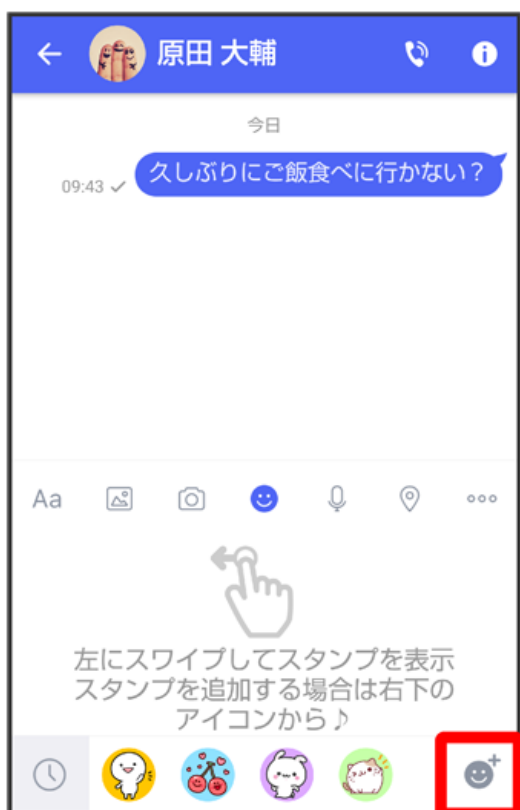 原田 大輔
今日
久しぶりにご飯食べに行かない？
09:43
Aa
左にスワイプしてスタンプを表示
スタンプを追加する場合は右下の
アイコンから♪